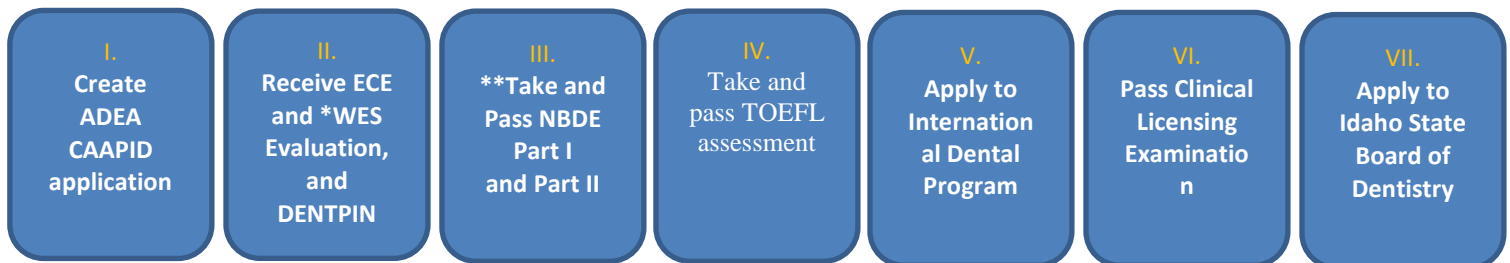 I.
Create
ADEA
CAAPID
application
II.
Receive ECE
and *WES
Evaluation,
and
DENTPIN
III.
**Take and
Pass NBDE
Part I
and Part II
IV.
Take and
pass TOEFL
assessment
V.
Apply to
Internation
al Dental
Program
VI.
Pass Clinical
Licensing
Examinatio
n
VII.
Apply to
Idaho State
Board of
Dentistry